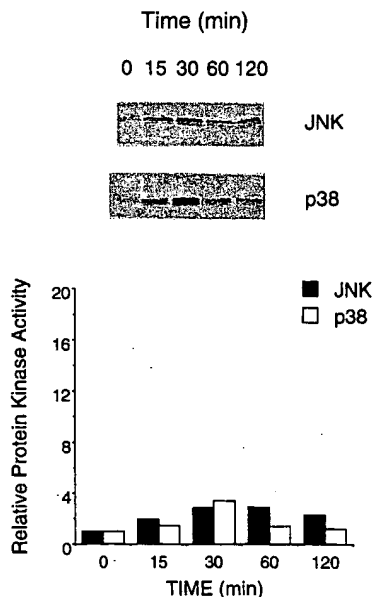 Time (min)
0 15 30 60 120
JNK
p38
Relative Protein Kinase Activity
20
16
12
8
4
0
JNK
p38
0 15 30 60 120
TIME (min)